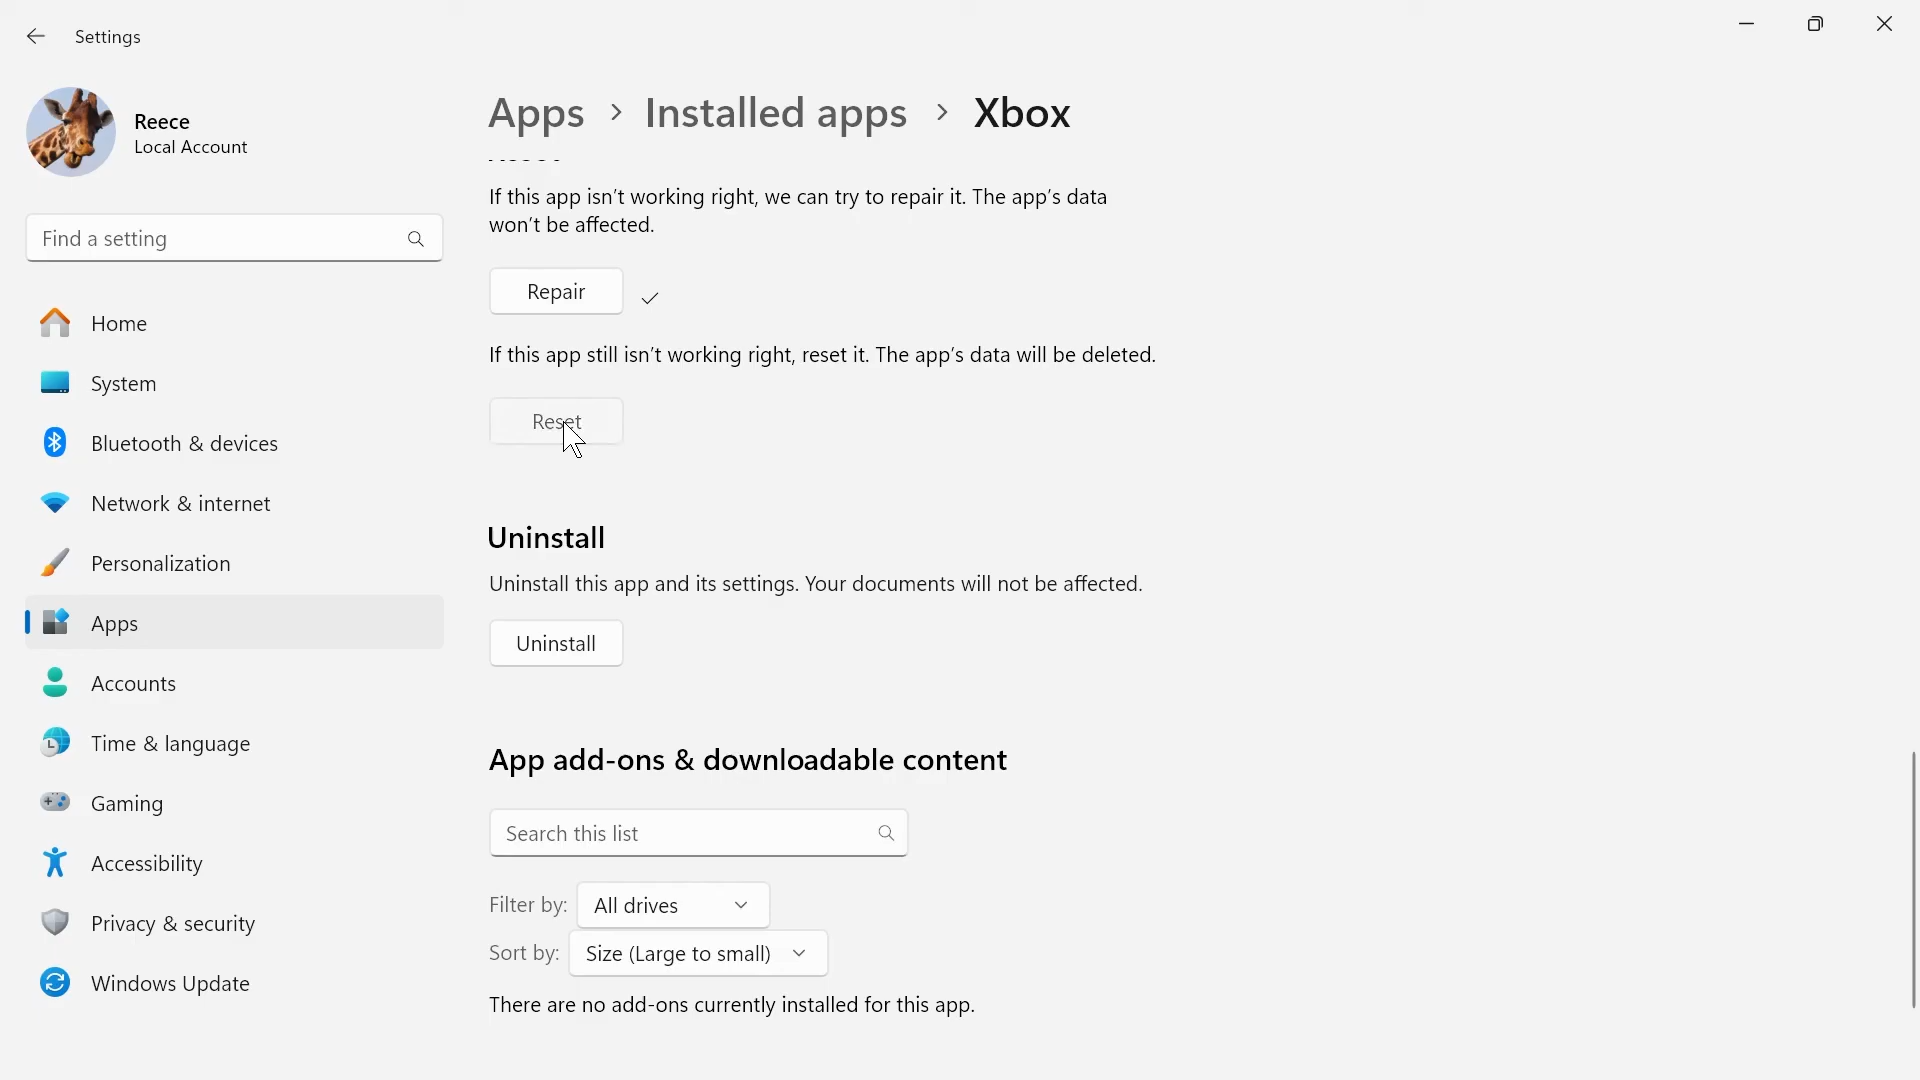 Settings
Reece
Local Account
Find a setting
Home
System
Bluetooth & devices
Network & internet
Personalization
Apps
Accounts
Time & language
Gaming
Accessibility
Privacy & security
Windows Update
Apps > Installed apps > Xbox
If this app isn't working right, we can try to repair it. The app's data
won't be affected.
Repair
If this app still isn't working right, reset it. The app's data will be deleted.
Reset
Uninstall
Uninstall this app and its settings. Your documents will not be affected.
Uninstall
App add-ons & downloadable content
Search this list
Filter by: All drives
Sort by: Size (Large to small)
There are no add-ons currently installed for this app.